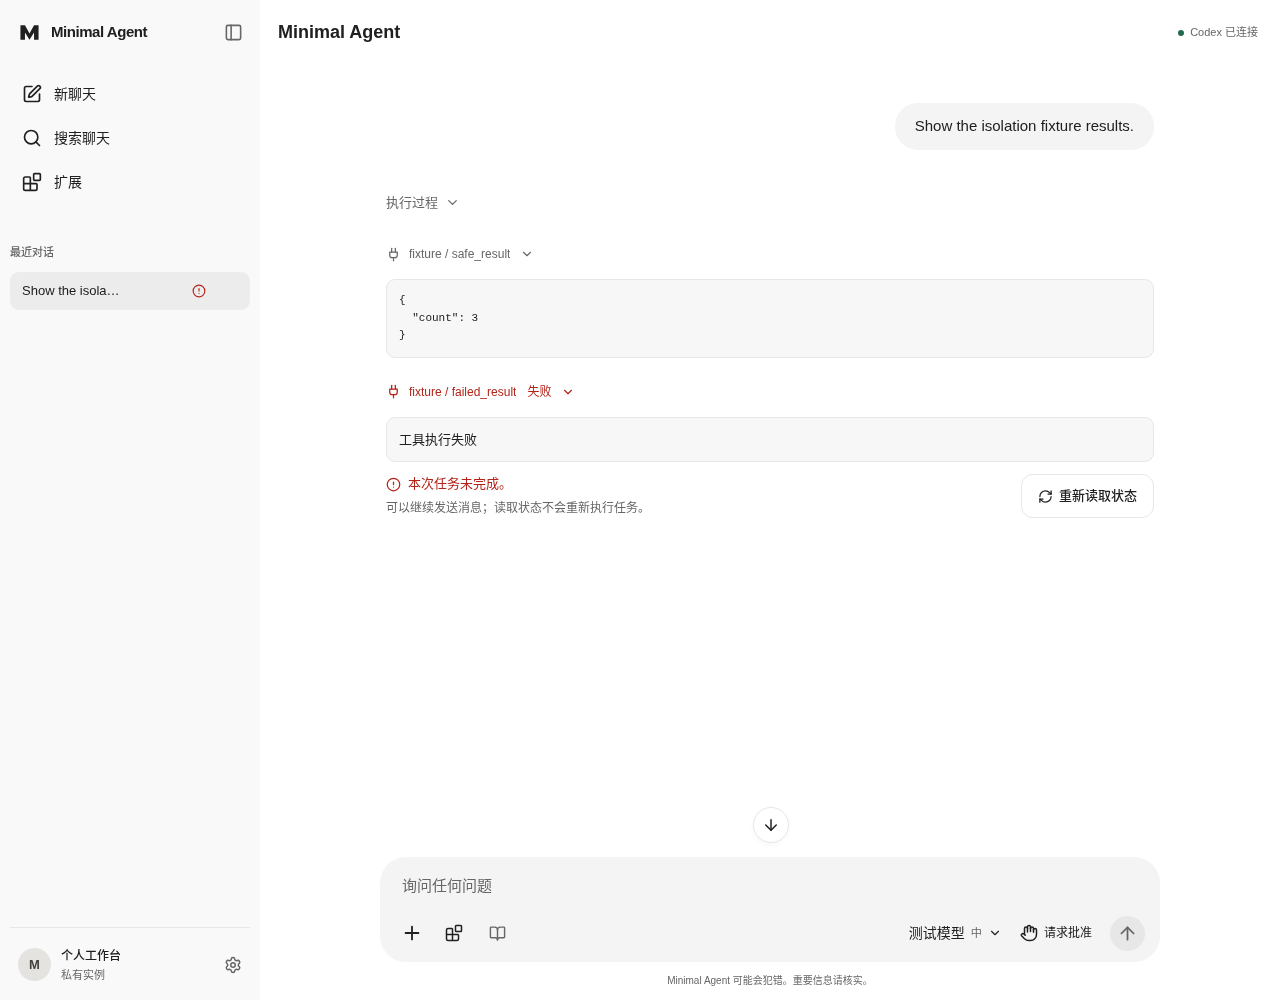 Minimal Agent
新聊天
搜索聊天
扩展
最近对话
Show the isola…
M
个人工作台
私有实例
Minimal Agent
Codex 已连接
Show the isolation fixture results.
执行过程
fixture / safe_result
{
  "count": 3
}
fixture / failed_result 失败
工具执行失败
本次任务未完成。
可以继续发送消息；读取状态不会重新执行任务。
重新读取状态
询问任何问题
测试模型 中
请求批准
Minimal Agent 可能会犯错。重要信息请核实。